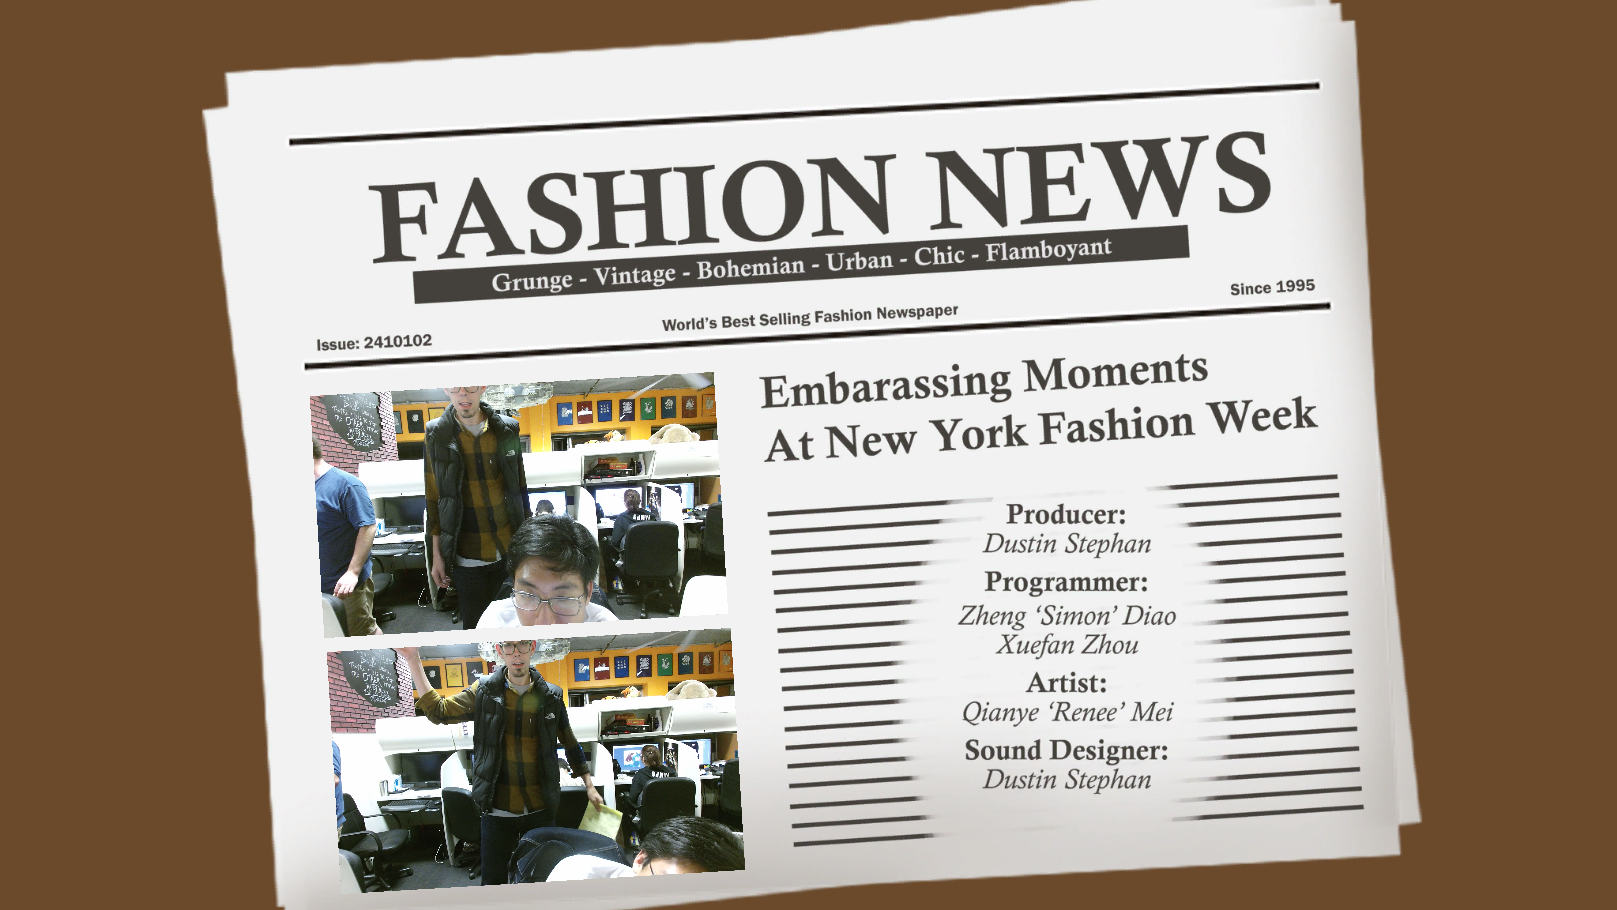 FASHION NEWS
Grunge - Vintage - Bohemian - Urban - Chic - Flamboyant
Issue: 2410102
World's Best Selling Fashion Newspaper
Since 1995
Embarassing Moments
At New York Fashion Week
Producer:
Dustin Stephan
Programmer:
Zheng ‘Simon’ Diao
Xuefan Zhou
Artist:
Qianye ‘Renee’ Mei
Sound Designer:
Dustin Stephan